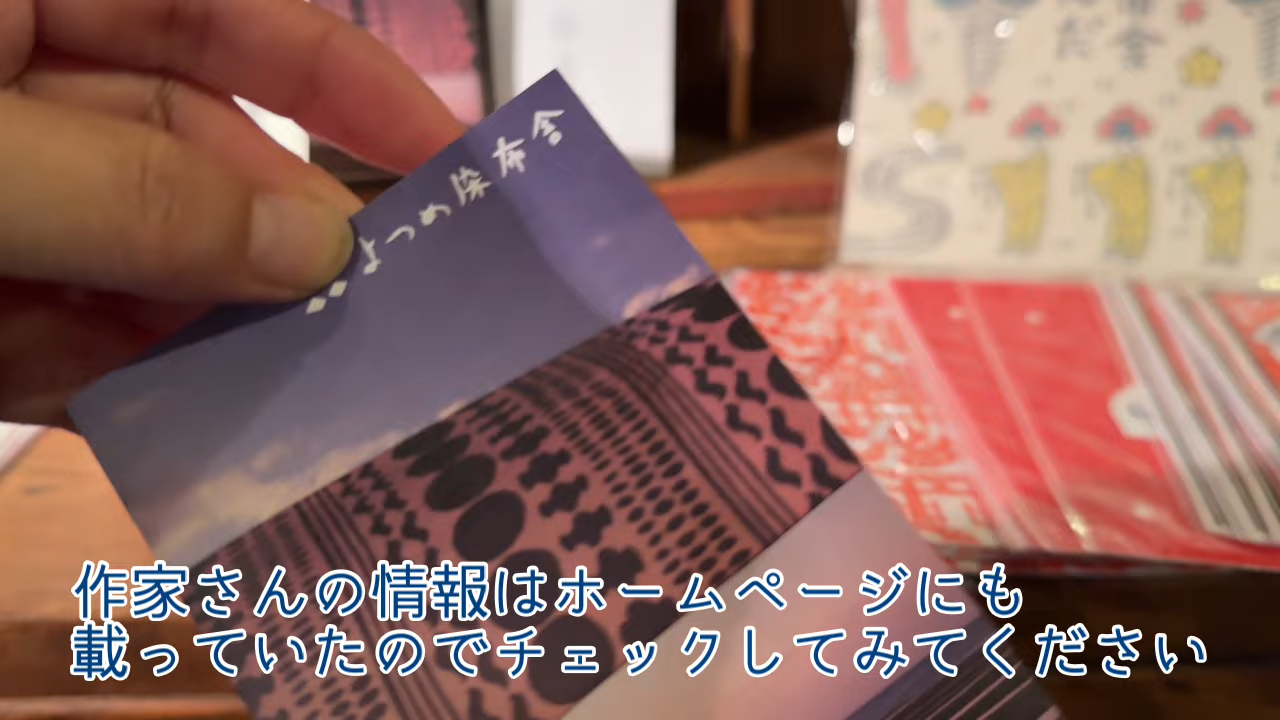 よつめ染布舎
作家さんの情報はホームページにも
載っていたのでチェックしてみてください